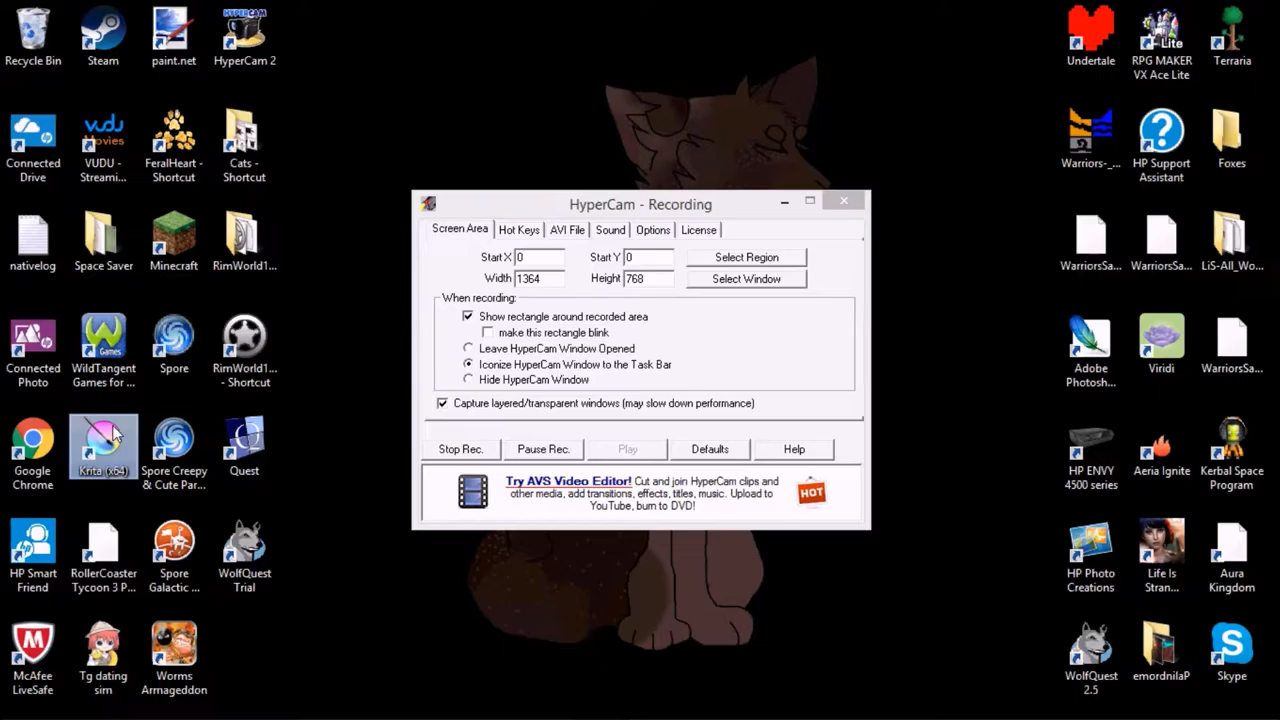 Recycle Bin
Steam
paint.net
HYPERCAM
HyperCam 2
Connected
Drive
vudu
Movies
VUDU -
Streami...
FeralHeart -
Shortcut
Cats -
Shortcut
nativelog
Space Saver
Minecraft
RimWorld1...
Connected
Photo
Games
WildTangent
Games for ...
Spore
RimWorld1...
- Shortcut
Google
Chrome
Krita (x64)
Spore Creepy
& Cute Par...
Quest
HP Smart
Friend
RollerCoaster
Tycoon 3 P...
Spore
Galactic ...
WolfQuest
Trial
McAfee
LiveSafe
Tg dating
sim
Worms
Armageddon
HyperCam - Recording
Screen Area
Hot Keys
AVI File
Sound
Options
License
Start X 0
Start Y 0
Select Region
Width 1364
Height 768
Select Window
When recording:
Show rectangle around recorded area
make this rectangle blink
Leave HyperCam Window Opened
Iconize HyperCam Window to the Task Bar
Hide HyperCam Window
Capture layered/transparent windows (may slow down performance)
Stop Rec.
Pause Rec.
Play
Defaults
Help
Try AVS Video Editor! Cut and join HyperCam clips and
other media, add transitions, effects, titles, music. Upload to
YouTube, burn to DVD!
HOT
Undertale
Lite
RPG MAKER
VX Ace Lite
Terraria
Warriors-_...
HP Support
Assistant
Foxes
WarriorsSa...
WarriorsSa...
LiS-All_Wo...
Adobe
Photosh...
Viridi
WarriorsSa...
HP ENVY
4500 series
Aeria Ignite
Kerbal Space
Program
HP Photo
Creations
Life Is
Stran...
Aura
Kingdom
WolfQuest
2.5
emordnilaP
Skype